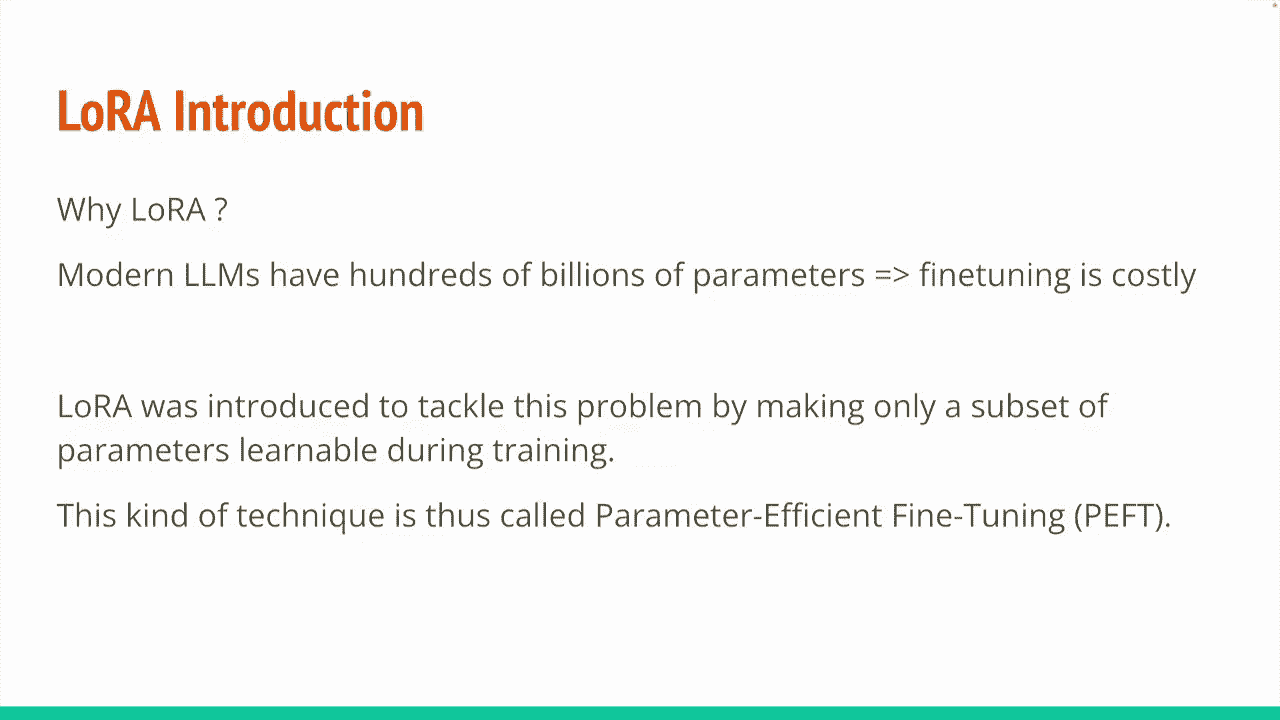 LoRA Introduction
Why LoRA ?
Modern LLMs have hundreds of billions of parameters => finetuning is costly
LoRA was introduced to tackle this problem by making only a subset of
parameters learnable during training.
This kind of technique is thus called Parameter-Efficient Fine-Tuning (PEFT).